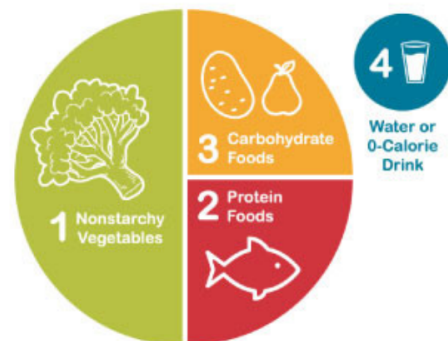 1 Nonstarchy
Vegetables
2 Protein
Foods
3 Carbohydrate
Foods
4
Water or
0-Calorie
Drink